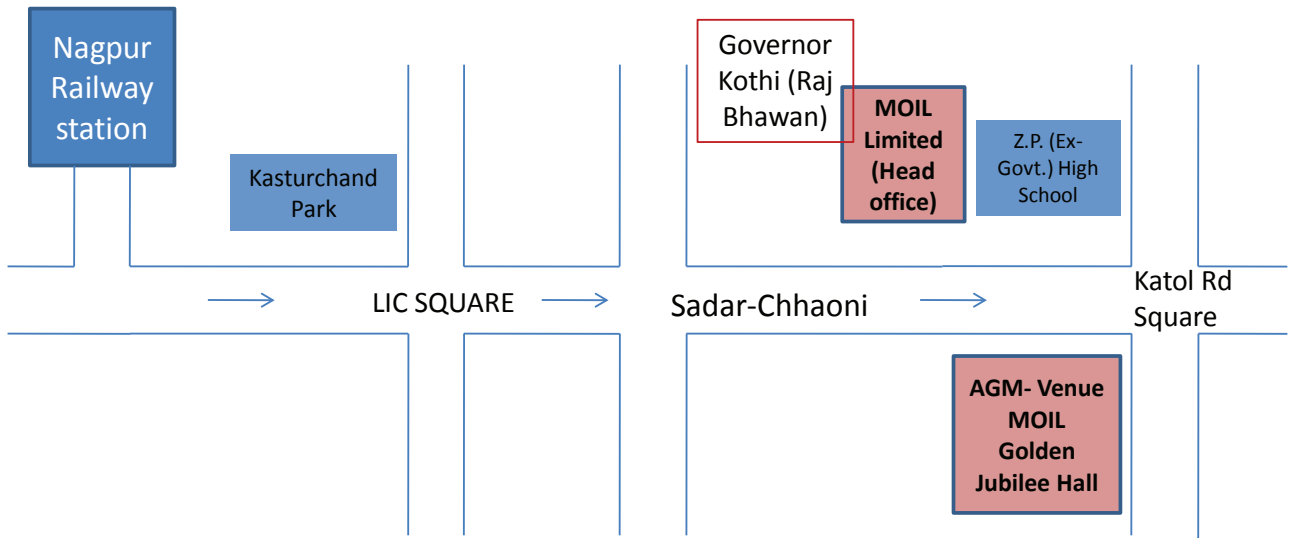 Nagpur
Railway
station
Kasturchand
Park
Governor
Kothi (Raj
Bhawan)
MOIL
Limited
(Head
office)
Z.P. (Ex-
Govt.) High
School
LIC SQUARE
Sadar-Chhaoni
Katol Rd
Square
AGM- Venue
MOIL
Golden
Jubilee Hall